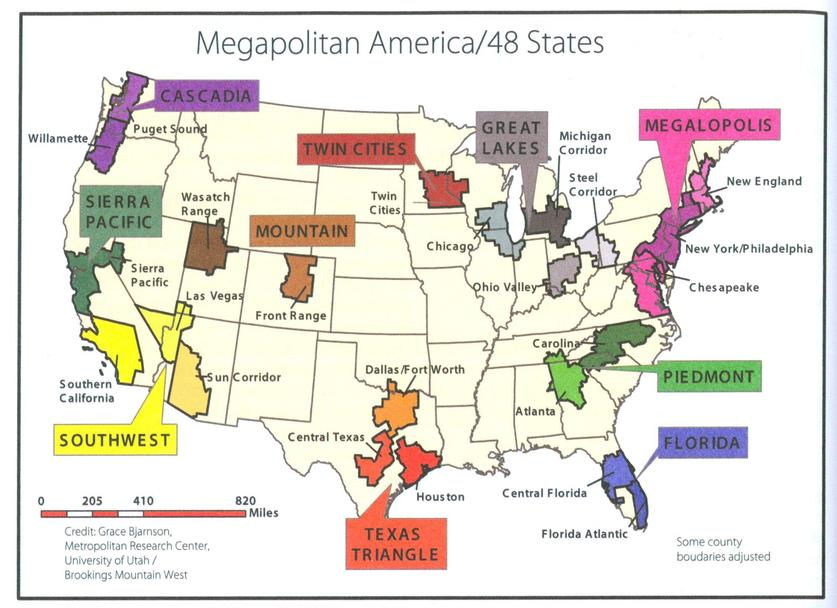 Megapolitan America/48 States
CASCADIA
Willamette
Puget Sound
TWIN CITIES
GREAT
LAKES
Michigan
Corridor
MEGALOPOLIS
Steel
Corridor
New England
SIERRA
PACIFIC
Wasatch
Range
MOUNTAIN
Twin
Cities
Chicago
New York/Philadelphia
Sierra
Pacific
Ohio Valley
Chesapeake
Las Vegas
Front Range
Carolina
Southern
California
Sun Corridor
Dallas/Fort Worth
PIEDMONT
Atlanta
SOUTHWEST
Central Texas
FLORIDA
Houston
Central Florida
Florida Atlantic
0 205 410 820
Miles
TEXAS
TRIANGLE
Credit: Grace Bjarnson,
Metropolitan Research Center,
University of Utah /
Brookings Mountain West
Some county
boudaries adjusted